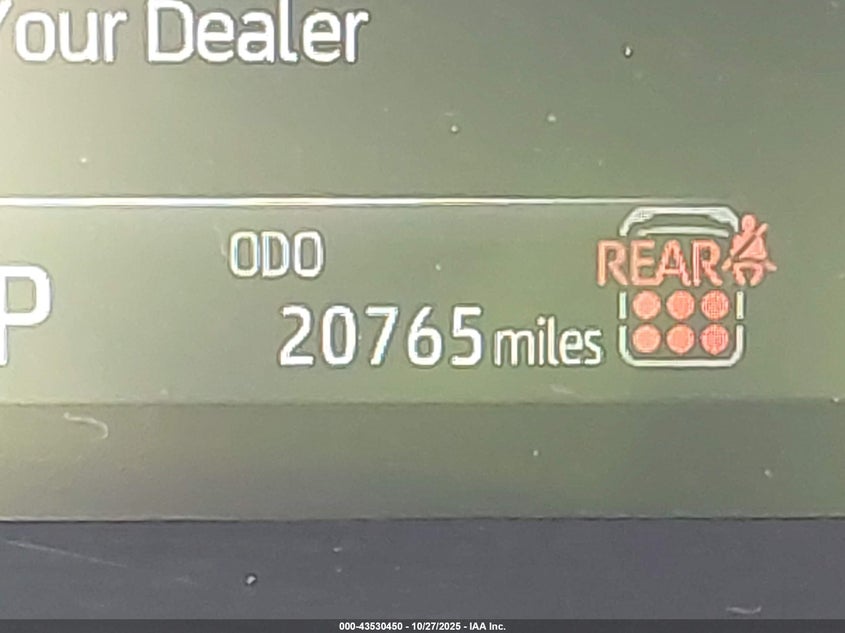 Your Dealer
ODO
REAR
P
20765 miles
000-43530450 - 10/27/2025 - IAA Inc.